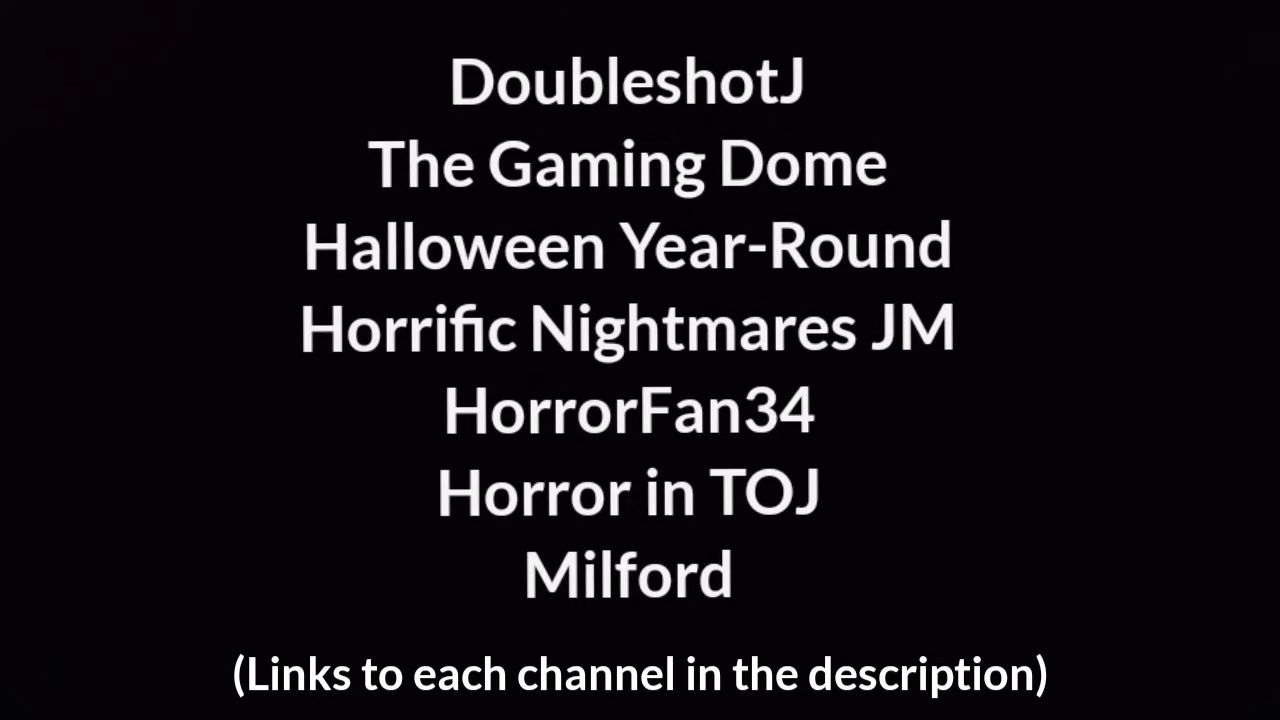 DoubleshotJ
The Gaming Dome
Halloween Year-Round
Horrific Nightmares JM
HorrorFan34
Horror in TOJ
Milford
(Links to each channel in the description)